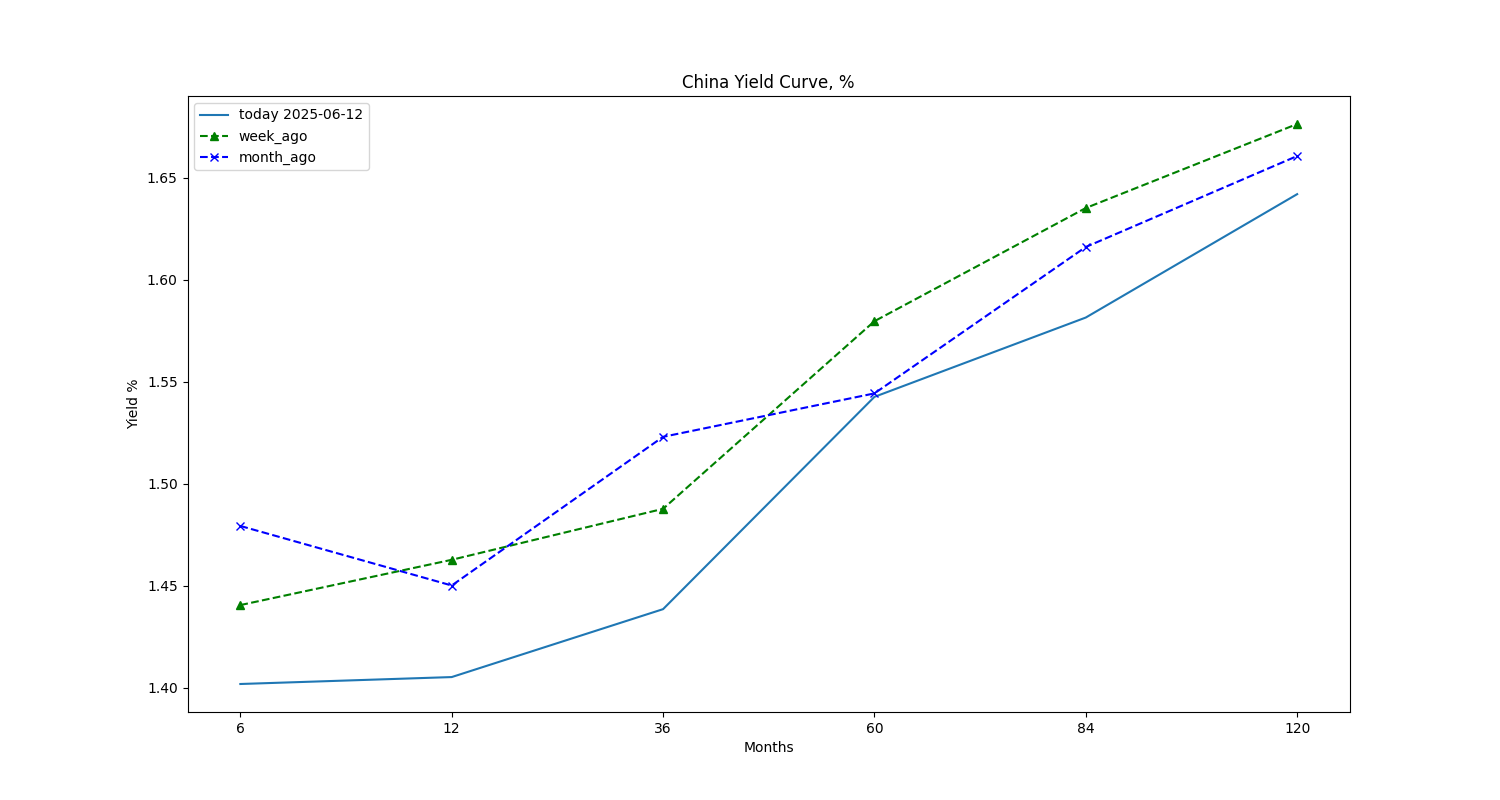 China Yield Curve, %
today 2025-06-12
week_ago
month_ago
1.65
1.60
1.55
1.50
1.45
1.40
Yield %
6 12 36 60 84 120
Months